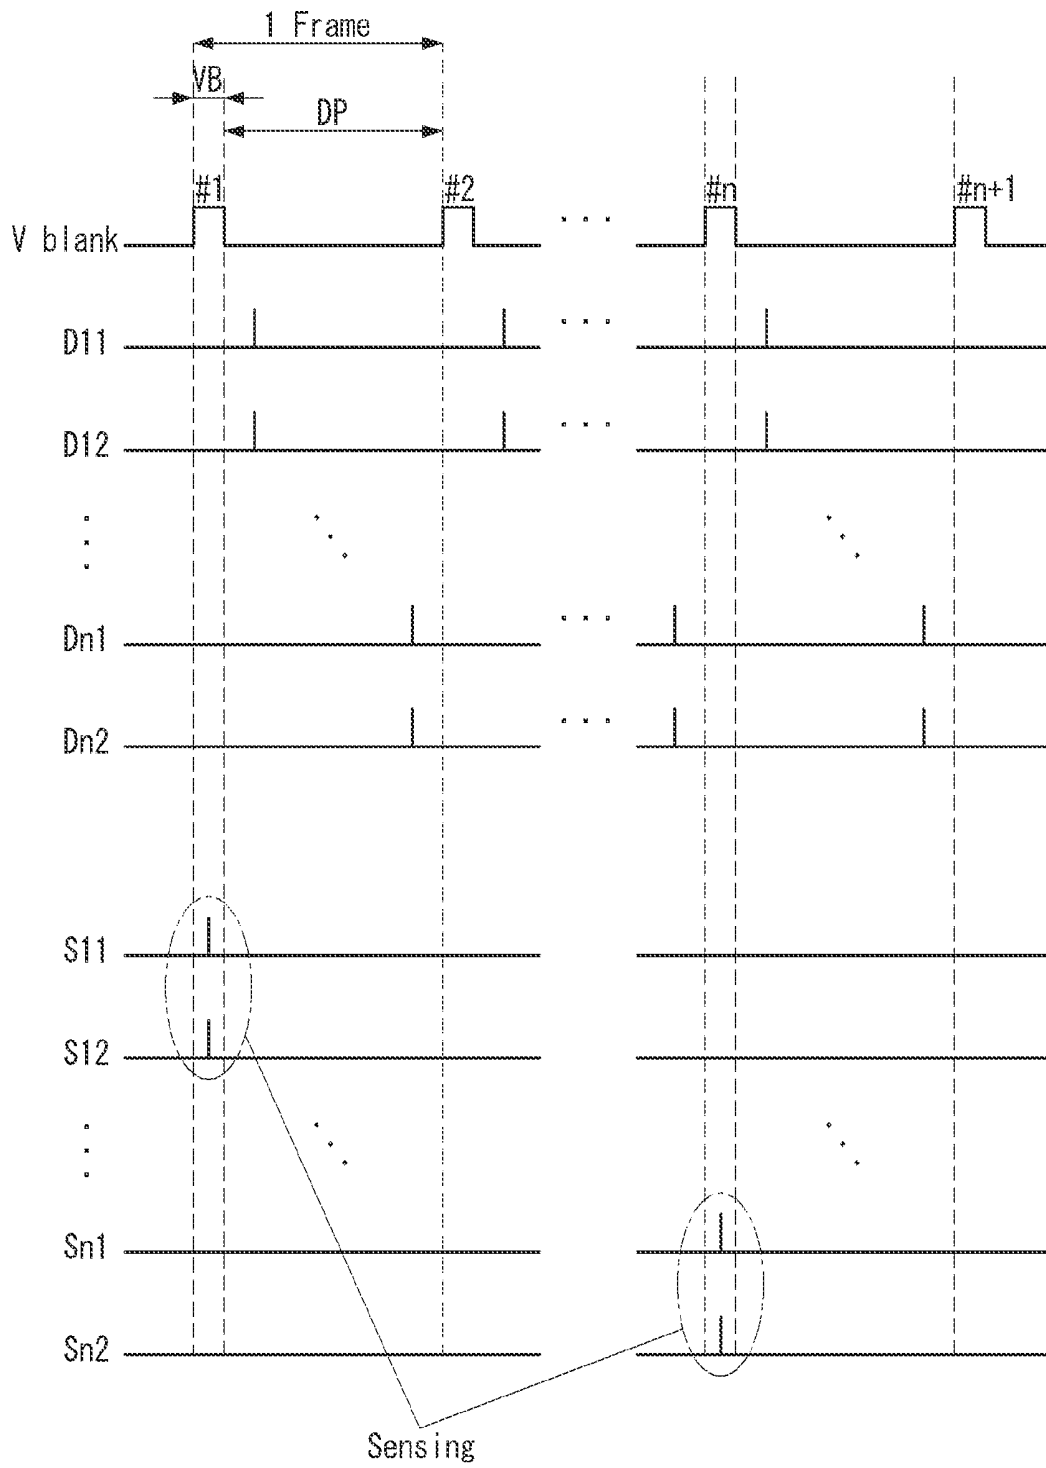 1 Frame
VB
DP
#1
#2
#n
#n+1
V blank
D11
D12
Dn1
Dn2
S11
S12
Sn1
Sn2
Sensing